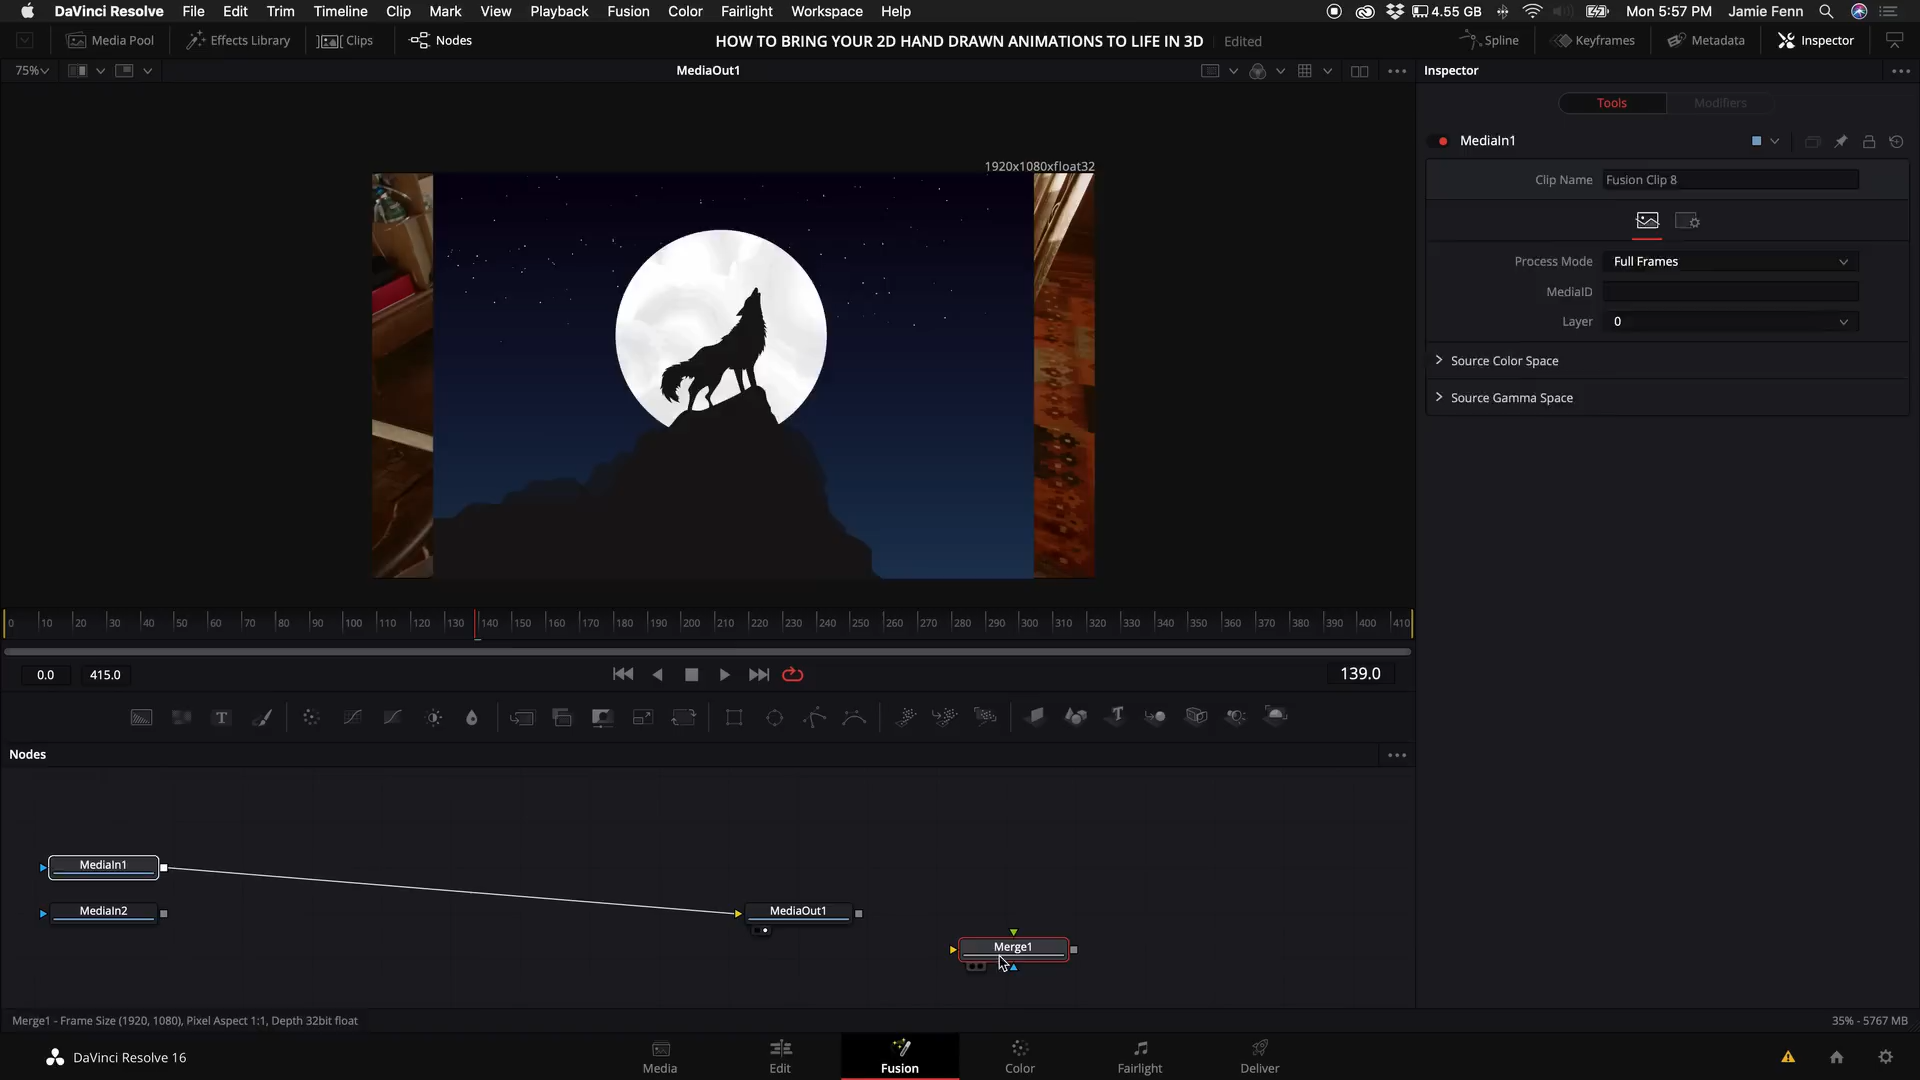 DaVinci Resolve File Edit Trim Timeline Clip Mark View Playback Fusion Color Fairlight Workspace Help 4.55 GB Mon 5:57 PM Jamie Fenn
Media Pool Effects Library Clips Nodes HOW TO BRING YOUR 2D HAND DRAWN ANIMATIONS TO LIFE IN 3D Edited Spline Keyframes Metadata Inspector
75% MediaOut1 Inspector
Tools Modifiers
MediaIn1
1920x1080xfloat32
Clip Name Fusion Clip 8
Process Mode Full Frames
MediaID
Layer 0
Source Color Space
Source Gamma Space
0 10 20 30 40 50 60 70 80 90 100 110 120 130 140 150 160 170 180 190 200 210 220 230 240 250 260 270 280 290 300 310 320 330 340 350 360 370 380 390 400 410
0.0 415.0 139.0
T T
Nodes
MediaIn1
MediaIn2 MediaOut1
Merge1
Merge1 - Frame Size (1920, 1080), Pixel Aspect 1:1, Depth 32bit float 35% - 5767 MB
DaVinci Resolve 16 Media Edit Fusion Color Fairlight Deliver